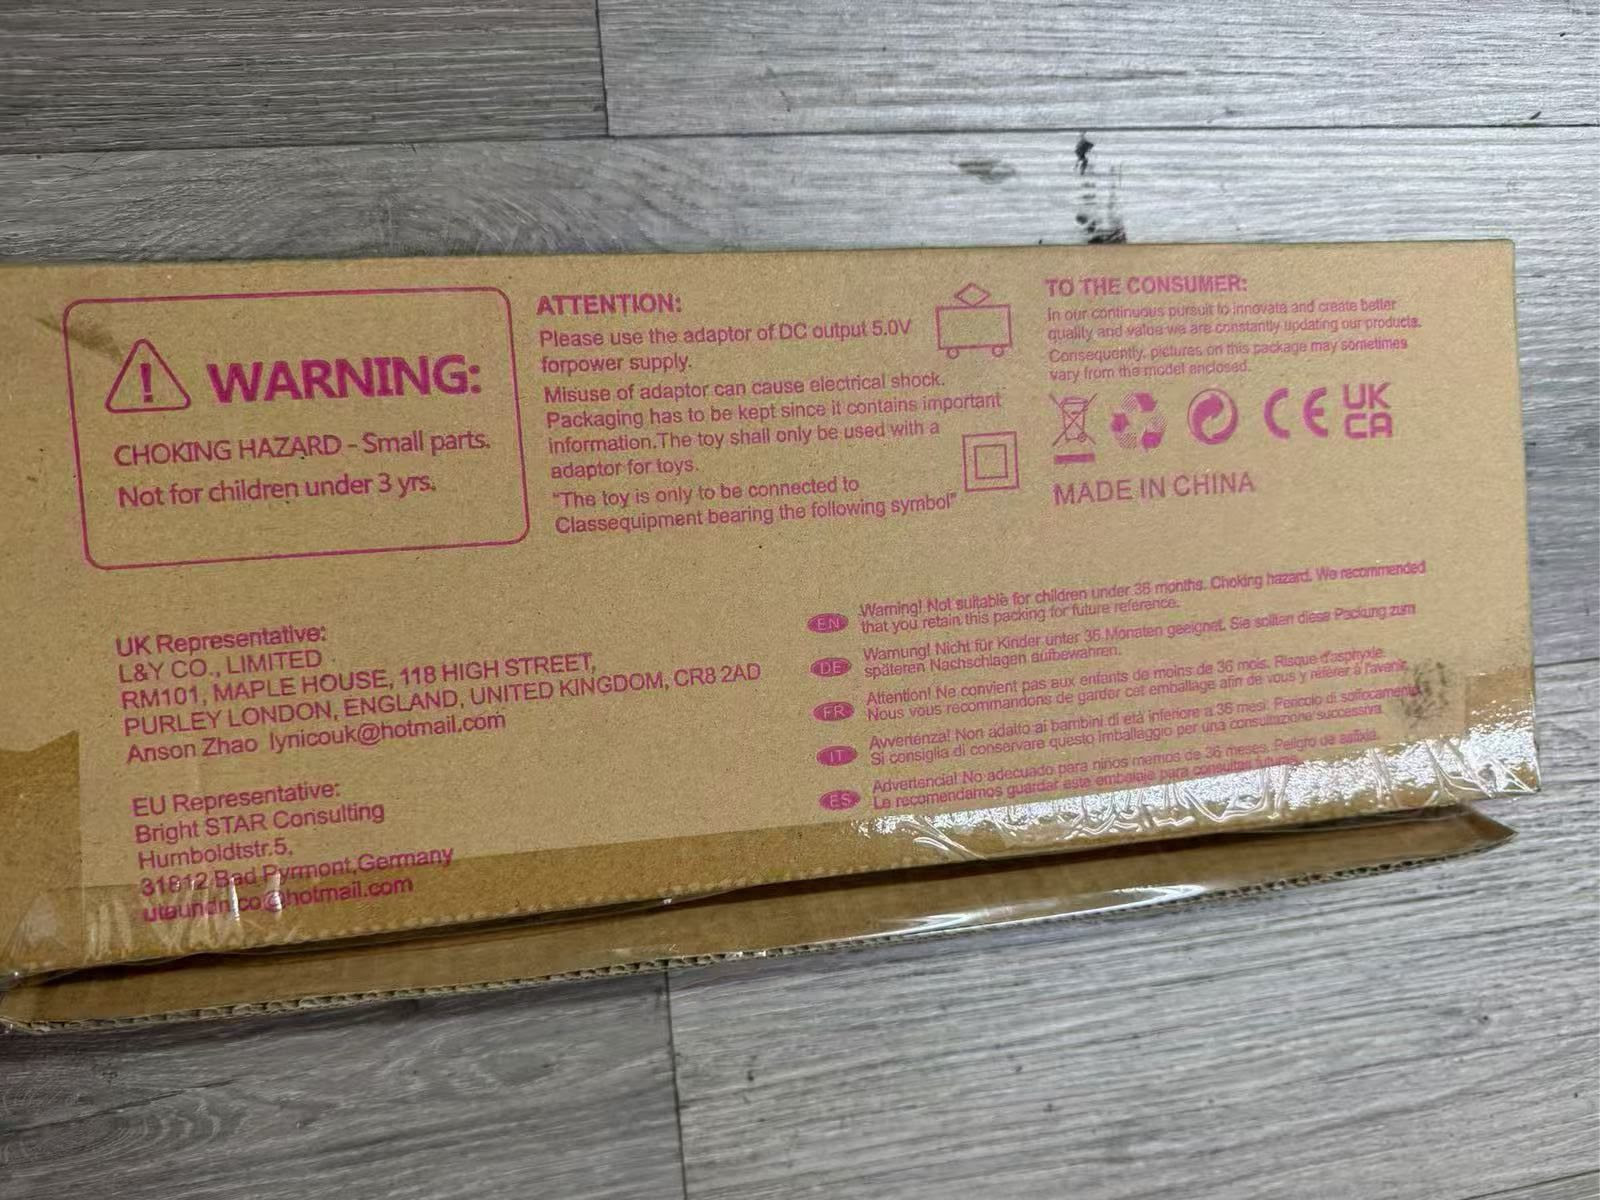 WARNING:
CHOKING HAZARD - Small parts.
Not for children under 3 yrs.
ATTENTION:
Please use the adaptor of DC output 5.0V
forpower supply.
Misuse of adaptor can cause electrical shock.
Packaging has to be kept since it contains important
information.The toy shall only be used with a
adaptor for toys.
"The toy is only to be connected to
Classequipment bearing the following symbol"
TO THE CONSUMER:
In our continuous pursuit to innovate and create better
quality and value we are constantly updating our products.
Consequently, pictures on this package may sometimes
vary from the model enclosed.
CE UK
CA
MADE IN CHINA
UK Representative:
L&Y CO., LIMITED
RM101, MAPLE HOUSE, 118 HIGH STREET,
PURLEY LONDON, ENGLAND, UNITED KINGDOM, CR8 2AD
Anson Zhao lynicouk@hotmail.com
EU Representative:
Bright STAR Consulting
Humboldtstr.5,
31812 Bad Pyrmont,Germany
EN Warning! Not suitable for children under 36 months. Choking hazard. We recommended
that you retain this packing for future reference.
DE Warnung! Nicht für Kinder unter 36 Monaten geeignet. Sie sollten diese Packung zum
späteren Nachschlagen aufbewahren.
FR Attention! Ne convient pas aux enfants de moins de 36 mois. Risque d'asphyxie.
Nous vous recommandons de garder cet emballage afin de vous y référer à l'avenir.
IT Avvertenza! Non adatto ai bambini di età inferiore a 36 mesi. Pericolo di soffocamento.
Si consiglia di conservare questo imballaggio per una consultazione successiva.
ES Advertencia! No adecuado para niños memos de 36 meses. Peligro de asfixia.
Le recomendamos guardar este embalaje para consultas futuras.